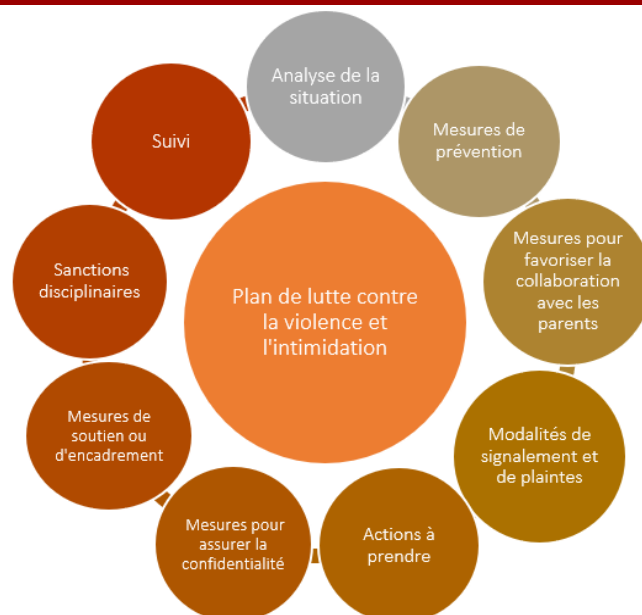 Analyse de la
situation
Mesures de
prévention
Mesures pour
favoriser la
collaboration
avec les
parents
Modalités de
signalement et
de plaintes
Actions à
prendre
Mesures pour
assurer la
confidentialité
Mesures de
soutien ou
d'encadrement
Sanctions
disciplinaires
Suivi
Plan de lutte contre
la violence et
l'intimidation